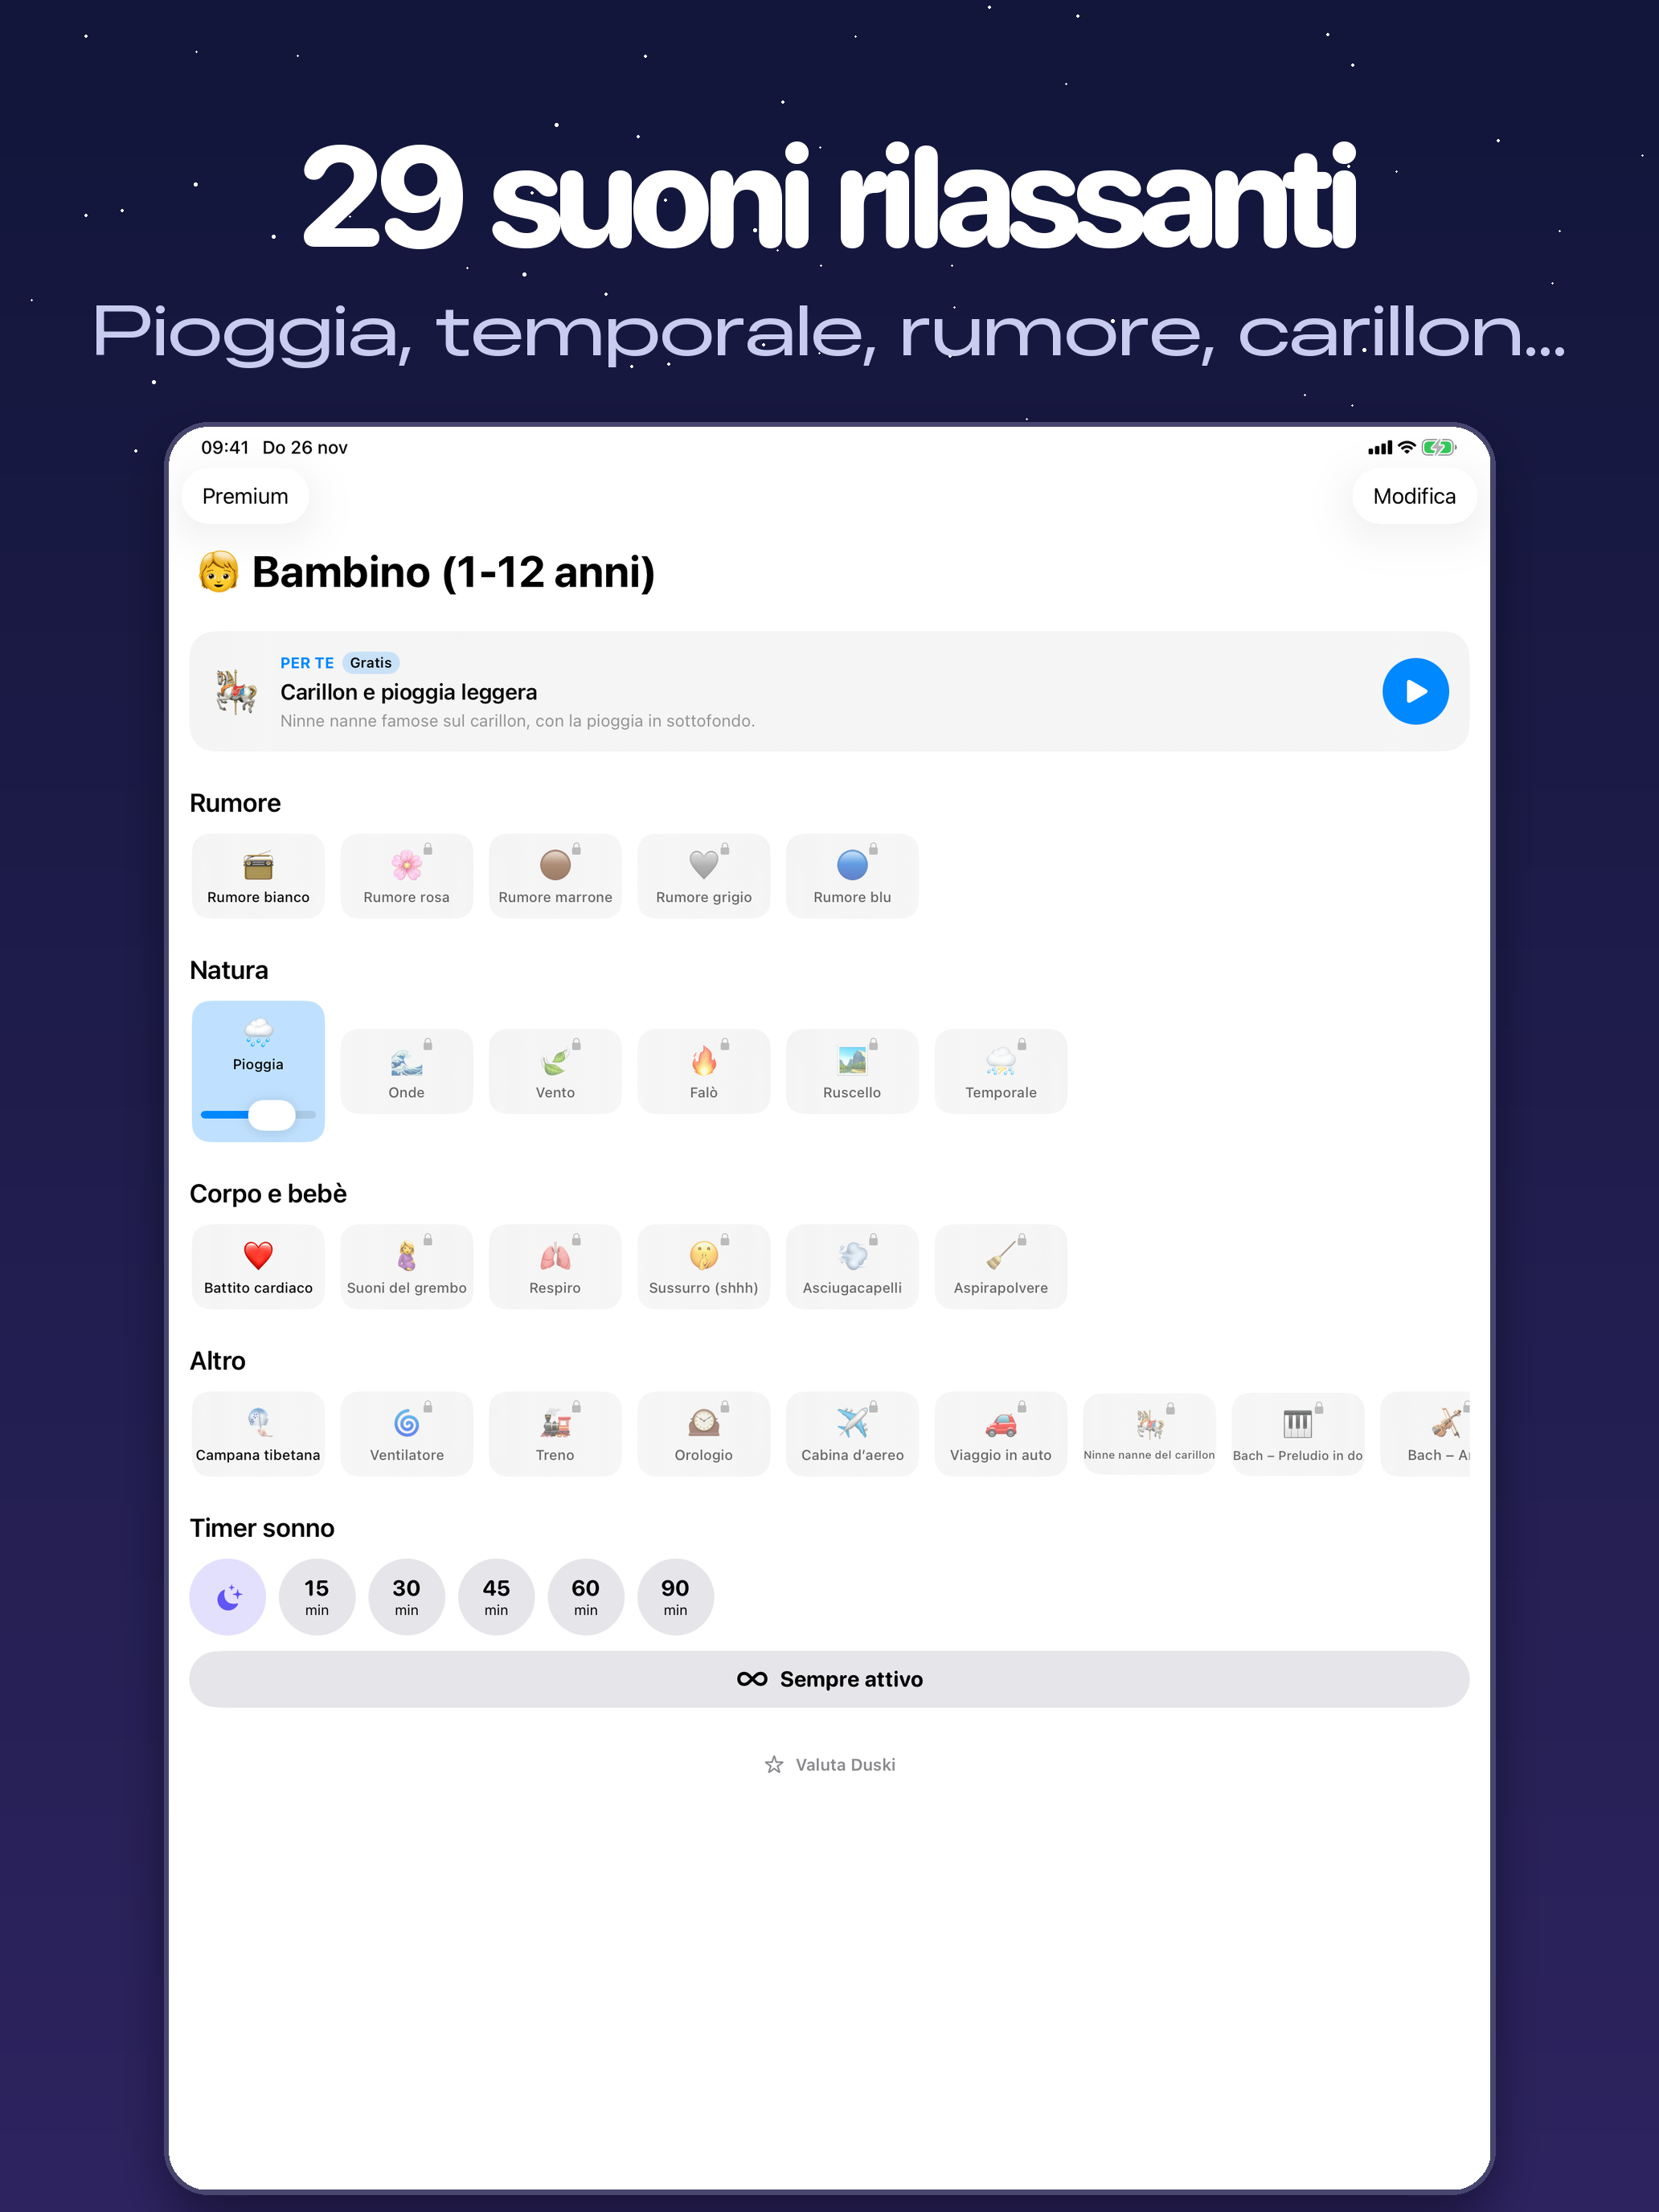 29 suoni rilassanti
Pioggia, temporale, rumore, carillon...
09:41 Do 26 nov
Premium
Modifica
Bambino (1-12 anni)
PER TE Gratis
Carillon e pioggia leggera
Ninne nanne famose sul carillon, con la pioggia in sottofondo.
Rumore
Rumore bianco
Rumore rosa
Rumore marrone
Rumore grigio
Rumore blu
Natura
Pioggia
Onde
Vento
Falò
Ruscello
Temporale
Corpo e bebè
Battito cardiaco
Suoni del grembo
Respiro
Sussurro (shhh)
Asciugacapelli
Aspirapolvere
Altro
Campana tibetana
Ventilatore
Treno
Orologio
Cabina d'aereo
Viaggio in auto
Ninne nanne del carillon
Bach – Preludio in do
Bach –
Timer sonno
15 min
30 min
45 min
60 min
90 min
Sempre attivo
Valuta Duski